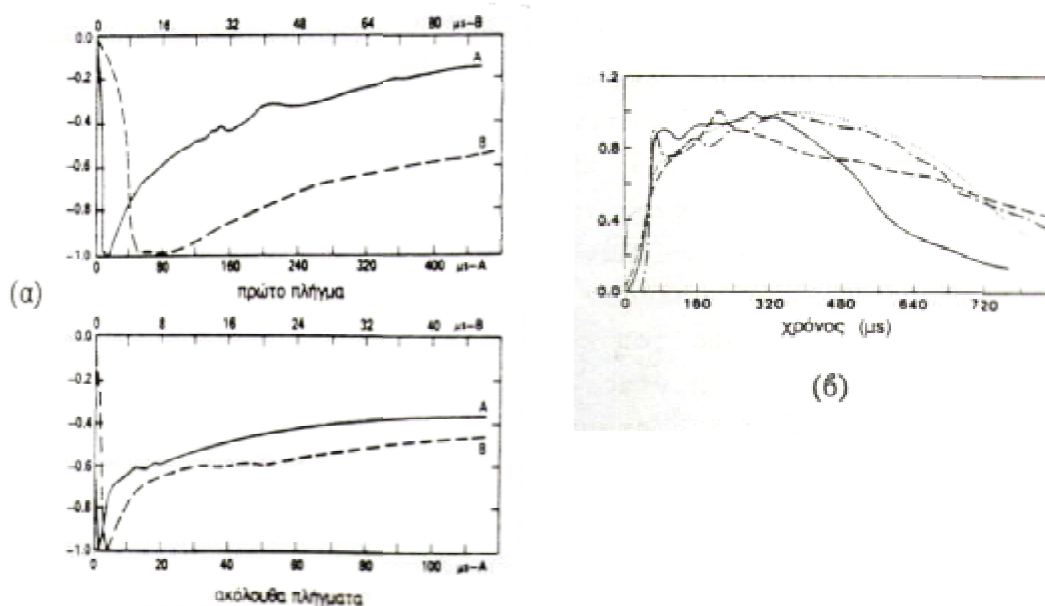 0 16 32 48 64 80 μs-B
0.0
-0.2
-0.4
-0.6
-0.8
-1.0
A
B
0 80 160 240 320 400 μs-A
πρώτο πλήγμα
(α)
0 8 16 24 32 40 μs-B
0.0
-0.2
-0.4
-0.6
-0.8
-1.0
A
B
0 20 40 60 80 100 μs-A
ακόλουθα πλήγματα
1.2
0.8
0.4
0.0
0 160 320 480 640 720
χρόνος (μs)
(β)